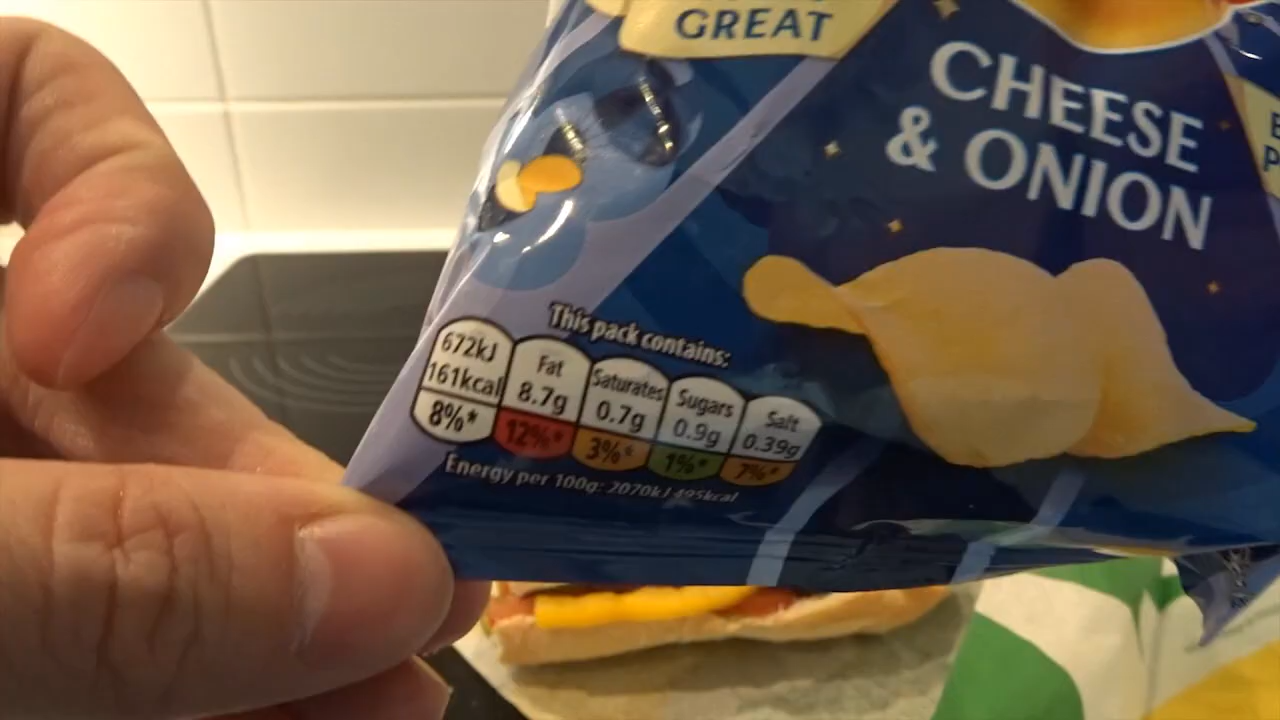 GREAT
CHEESE
& ONION
This pack contains:
672kJ
161kcal
8%*
Fat
8.7g
12%*
Saturates
0.7g
3%*
Sugars
0.9g
1%*
Salt
0.39g
7%*
Energy per 100g: 2070kJ 495kcal